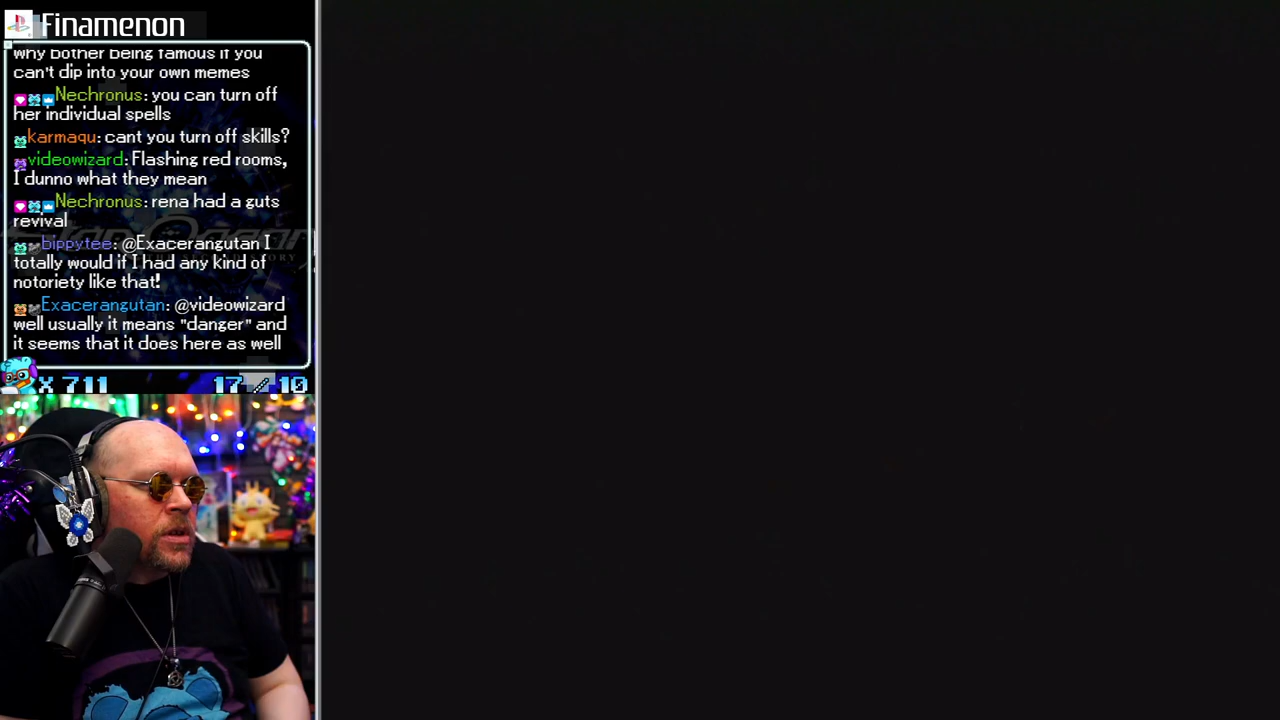 Finamenon
why bother being famous if you
can't dip into your own memes
Nechronus: you can turn off
her individual spells
karmaqu: cant you turn off skills?
videowizard: Flashing red rooms,
I dunno what they mean
Nechronus: rena had a guts
revival
bippytee: @Exacerangutan I
totally would if I had any kind of
notoriety like that!
Exacerangutan: @videowizard
well usually it means "danger" and
it seems that it does here as well
X 711
17 / 10